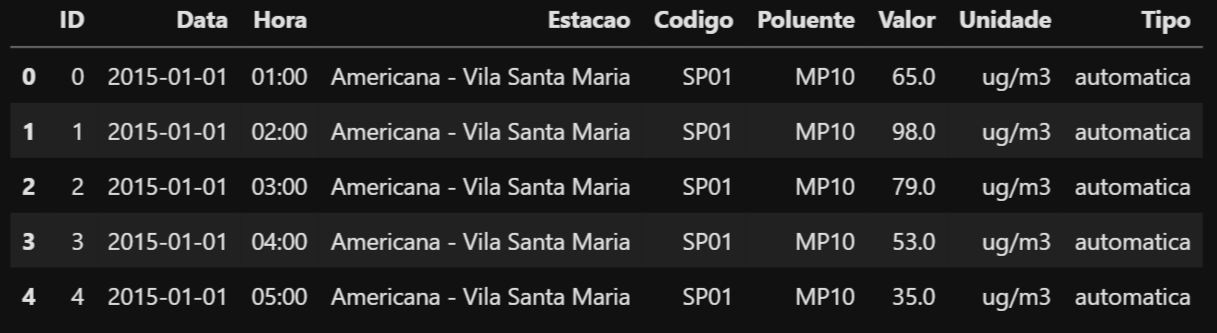 ID Data Hora Estacao Codigo Poluente Valor Unidade Tipo
0 0 2015-01-01 01:00 Americana - Vila Santa Maria SP01 MP10 65.0 ug/m3 automatica
1 1 2015-01-01 02:00 Americana - Vila Santa Maria SP01 MP10 98.0 ug/m3 automatica
2 2 2015-01-01 03:00 Americana - Vila Santa Maria SP01 MP10 79.0 ug/m3 automatica
3 3 2015-01-01 04:00 Americana - Vila Santa Maria SP01 MP10 53.0 ug/m3 automatica
4 4 2015-01-01 05:00 Americana - Vila Santa Maria SP01 MP10 35.0 ug/m3 automatica